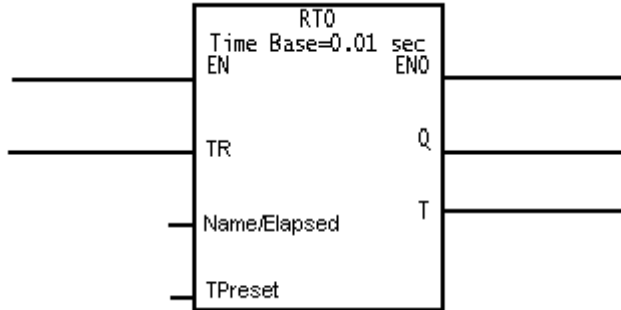 RTO
Time Base=0.01 sec
EN ENO
TR Q
Name/Elapsed T
TPreset